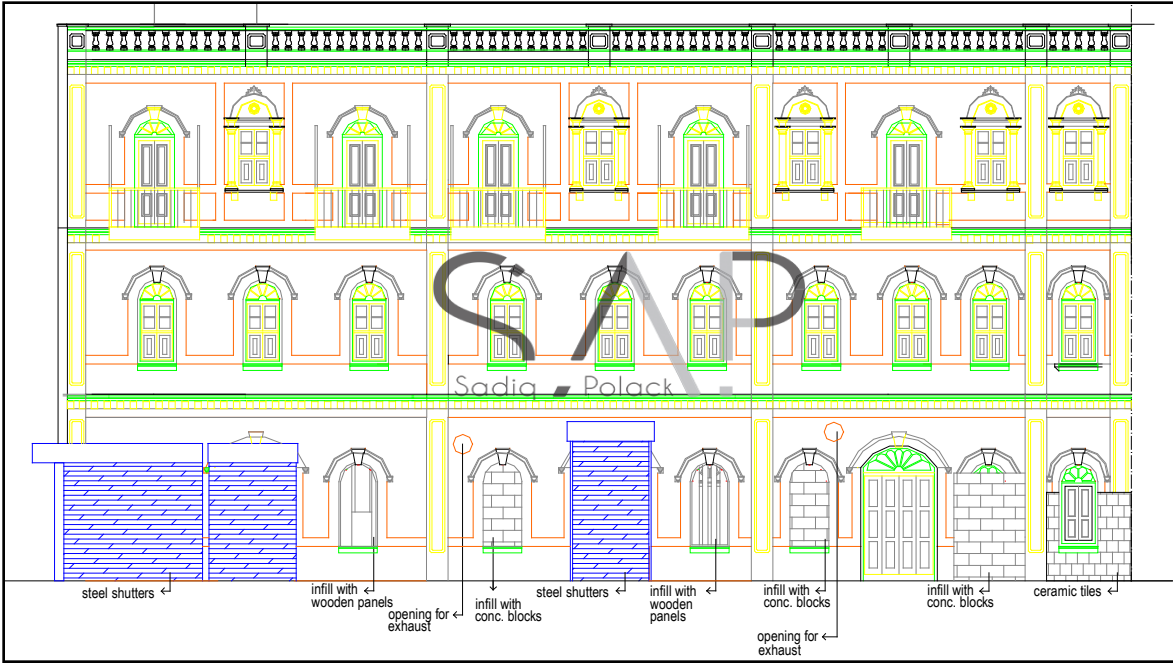 SAP
Sadiq . Polack
steel shutters
infill with
wooden panels
opening for
exhaust
infill with
conc. blocks
steel shutters
infill with
wooden
panels
infill with
conc. blocks
opening for
exhaust
infill with
conc. blocks
ceramic tiles